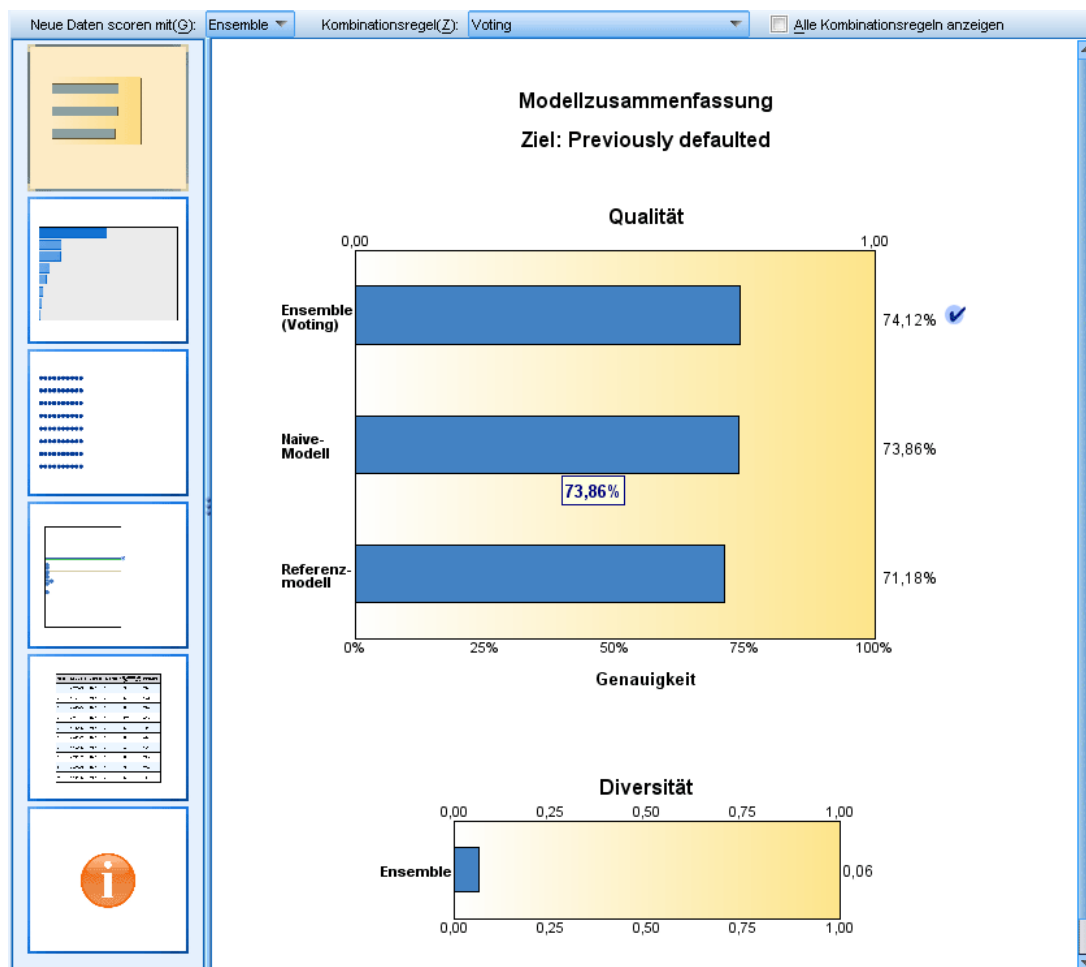 Neue Daten scoren mit(G): Ensemble Kombinationsregel(Z): Voting Alle Kombinationsregeln anzeigen
Modellzusammenfassung
Ziel: Previously defaulted
Qualität
0,00 1,00
Ensemble
(Voting)
74,12%
Naive-
Modell
73,86%
73,86%
Referenz-
modell
71,18%
0% 25% 50% 75% 100%
Genauigkeit
Diversität
0,00 0,25 0,50 0,75 1,00
Ensemble
0,06
0,00 0,25 0,50 0,75 1,00